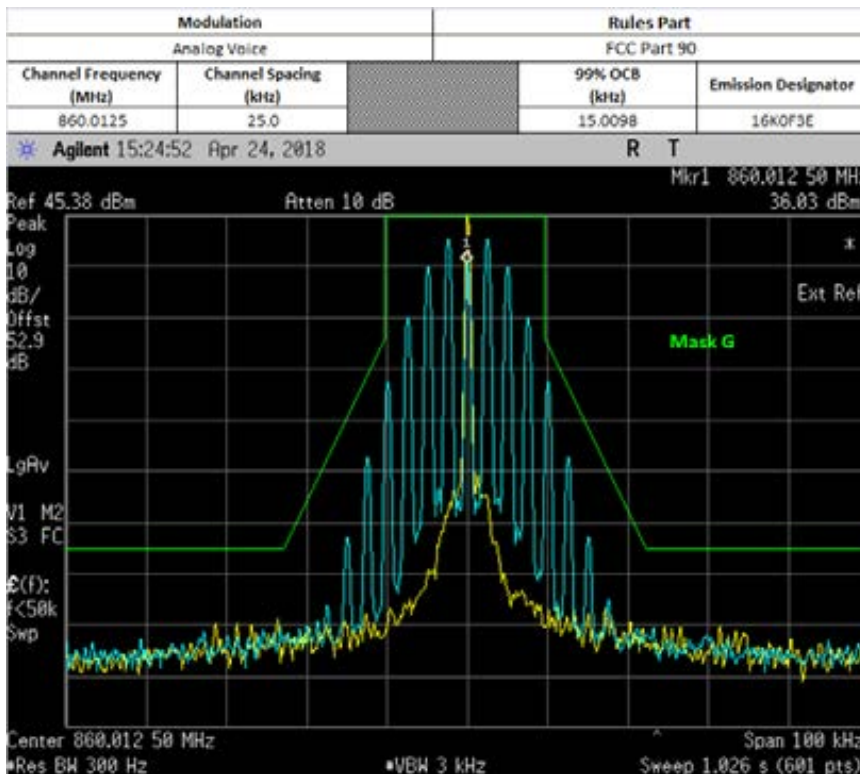 Modulation Rules Part
Analog Voice FCC Part 90
Channel Frequency (MHz) Channel Spacing (kHz) 99% OCB (kHz) Emission Designator
860.0125 25.0 15.0098 16K0F3E
Agilent 15:24:52 Apr 24, 2018 R T
Mkr1 860.012 50 MHz
Ref 45.38 dBm Atten 10 dB 36.03 dBm
Peak
Log
10
dB/
Offst
52.9
dB
1
*
Ext Ref
Mask G
LgAv
V1 M2
S3 FC
£(f):
f<50k
Swp
Center 860.012 50 MHz Span 100 kHz
*Res BW 300 Hz *VBW 3 kHz Sweep 1.026 s (601 pts)